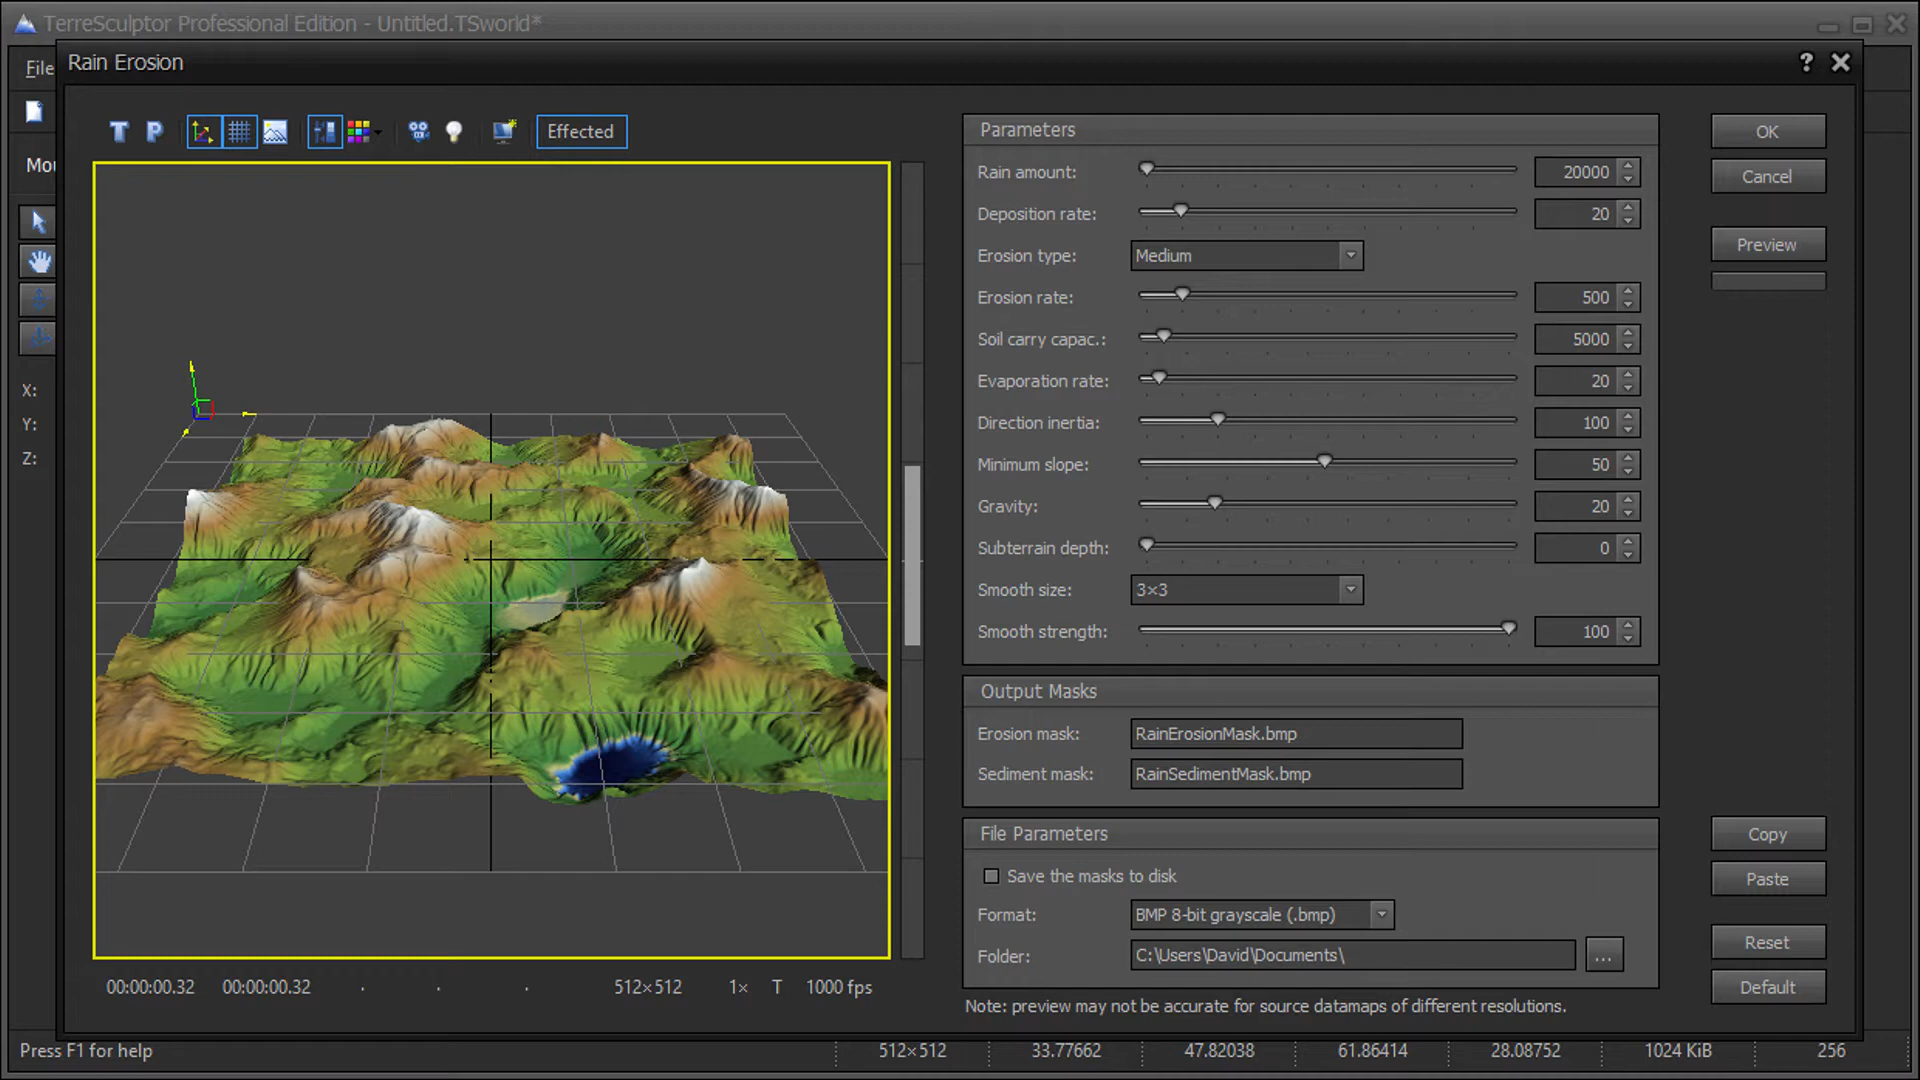 TerreSculptor Professional Edition - Untitled.TSworld*
Rain Erosion
?
File
T P Effected
Mou
X:
Y:
Z:
00:00:00.32 00:00:00.32 . . . 512×512 1× T 1000 fps
Parameters
Rain amount: 20000
Deposition rate: 20
Erosion type: Medium
Erosion rate: 500
Soil carry capac.: 5000
Evaporation rate: 20
Direction inertia: 100
Minimum slope: 50
Gravity: 20
Subterrain depth: 0
Smooth size: 3×3
Smooth strength: 100
Output Masks
Erosion mask: RainErosionMask.bmp
Sediment mask: RainSedimentMask.bmp
File Parameters
Save the masks to disk
Format: BMP 8-bit grayscale (.bmp)
Folder: C:\Users\David\Documents\ ...
Note: preview may not be accurate for source datamaps of different resolutions.
OK
Cancel
Preview
Copy
Paste
Reset
Default
Press F1 for help 512×512 33.77662 47.82038 61.86414 28.08752 1024 KiB 256